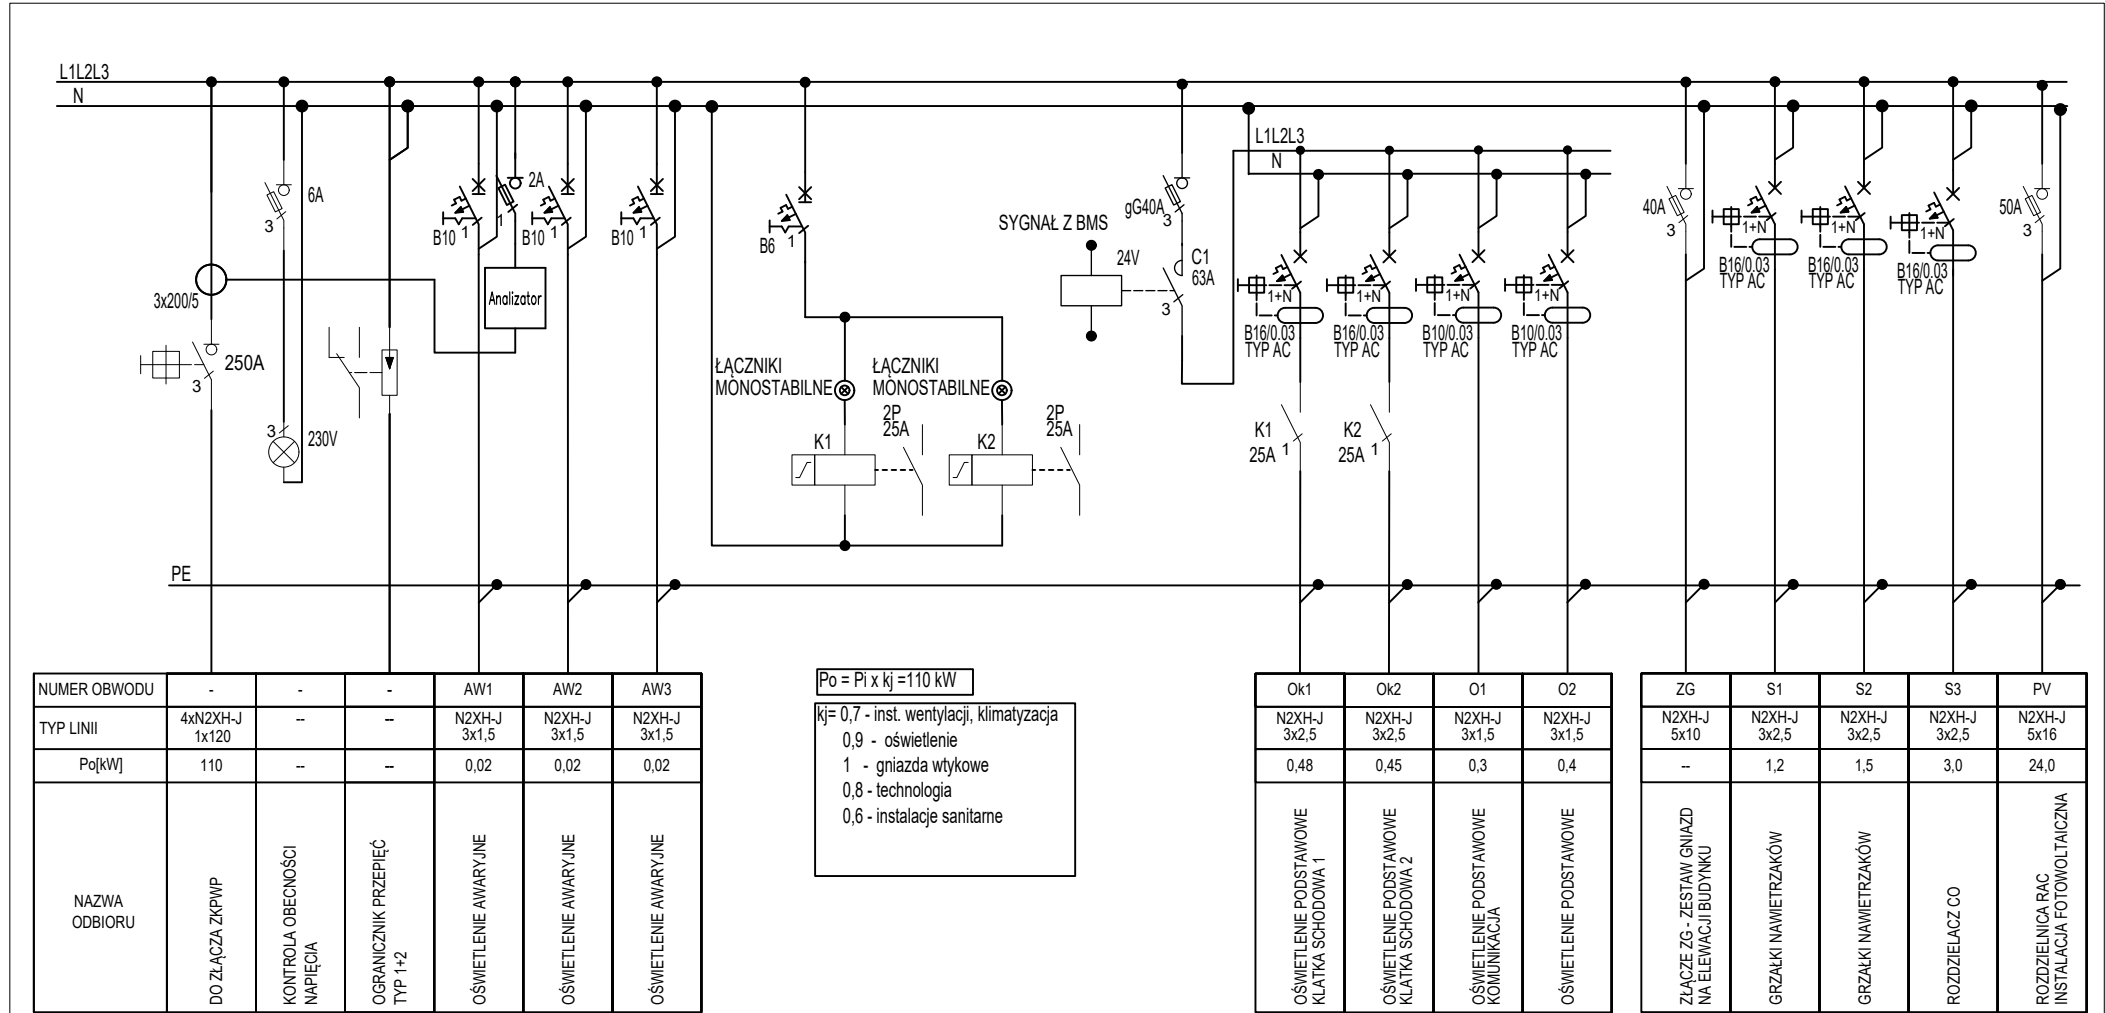 L1L2L3
N
6A
3
3x200/5
250A
3
3
230V
B10 1
2A
1
B10 1
B10 1
Analizator
B6 1
ŁĄCZNIKI
MONOSTABILNE
ŁĄCZNIKI
MONOSTABILNE
K1
2P
25A
K2
2P
25A
SYGNAŁ Z BMS
24V
gG40A
3
C1
63A
3
L1L2L3
N
1+N
B16/0.03
TYP AC
1+N
B16/0.03
TYP AC
1+N
B10/0.03
TYP AC
1+N
B10/0.03
TYP AC
K1
25A 1
K2
25A 1
40A
3
1+N
B16/0.03
TYP AC
1+N
B16/0.03
TYP AC
1+N
B16/0.03
TYP AC
50A
3
PE
NUMER OBWODU - - - AW1 AW2 AW3
TYP LINII 4xN2XH-J 1x120 -- -- N2XH-J 3x1,5 N2XH-J 3x1,5 N2XH-J 3x1,5
Po[kW] 110 -- -- 0,02 0,02 0,02
NAZWA
ODBIORU
DO ZŁĄCZA ZKPWP
KONTROLA OBECNOŚCI
NAPIĘCIA
OGRANICZNIK PRZEPIĘĆ
TYP 1+2
OŚWIETLENIE AWARYJNE
OŚWIETLENIE AWARYJNE
OŚWIETLENIE AWARYJNE
Po = Pi x kj =110 kW
kj= 0,7 - inst. wentylacji, klimatyzacja
0,9 - oświetlenie
1 - gniazda wtykowe
0,8 - technologia
0,6 - instalacje sanitarne
Ok1 Ok2 O1 O2
N2XH-J 3x2,5 N2XH-J 3x2,5 N2XH-J 3x1,5 N2XH-J 3x1,5
0,48 0,45 0,3 0,4
OŚWIETLENIE PODSTAWOWE
KLATKA SCHODOWA 1
OŚWIETLENIE PODSTAWOWE
KLATKA SCHODOWA 2
OŚWIETLENIE PODSTAWOWE
KOMUNIKACJA
OŚWIETLENIE PODSTAWOWE
ZG S1 S2 S3 PV
N2XH-J 5x10 N2XH-J 3x2,5 N2XH-J 3x2,5 N2XH-J 3x2,5 N2XH-J 5x16
-- 1,2 1,5 3,0 24,0
ZŁĄCZE ZG - ZESTAW GNIAZD
NA ELEWACJI BUDYNKU
GRZAŁKI NAWIETRZAKÓW
GRZAŁKI NAWIETRZAKÓW
ROZDZIELACZ CO
ROZDZIELNICA RAC
INSTALACJA FOTOWOLTAICZNA